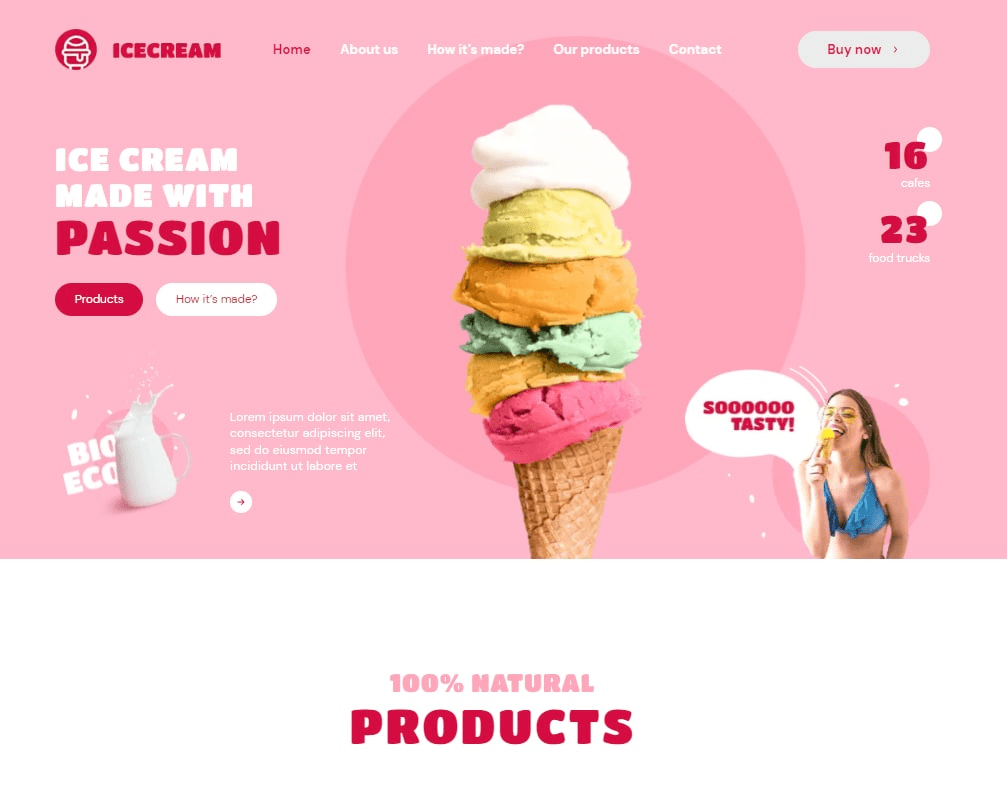 ICECREAM
Home
About us
How it's made?
Our products
Contact
Buy now
ICE CREAM
MADE WITH
PASSION
Products
How it's made?
16
cafes
23
food trucks
BIO
ECO
Lorem ipsum dolor sit amet,
consectetur adipiscing elit,
sed do eiusmod tempor
incididunt ut labore et
SOOOOOO
TASTY!
100% NATURAL
PRODUCTS